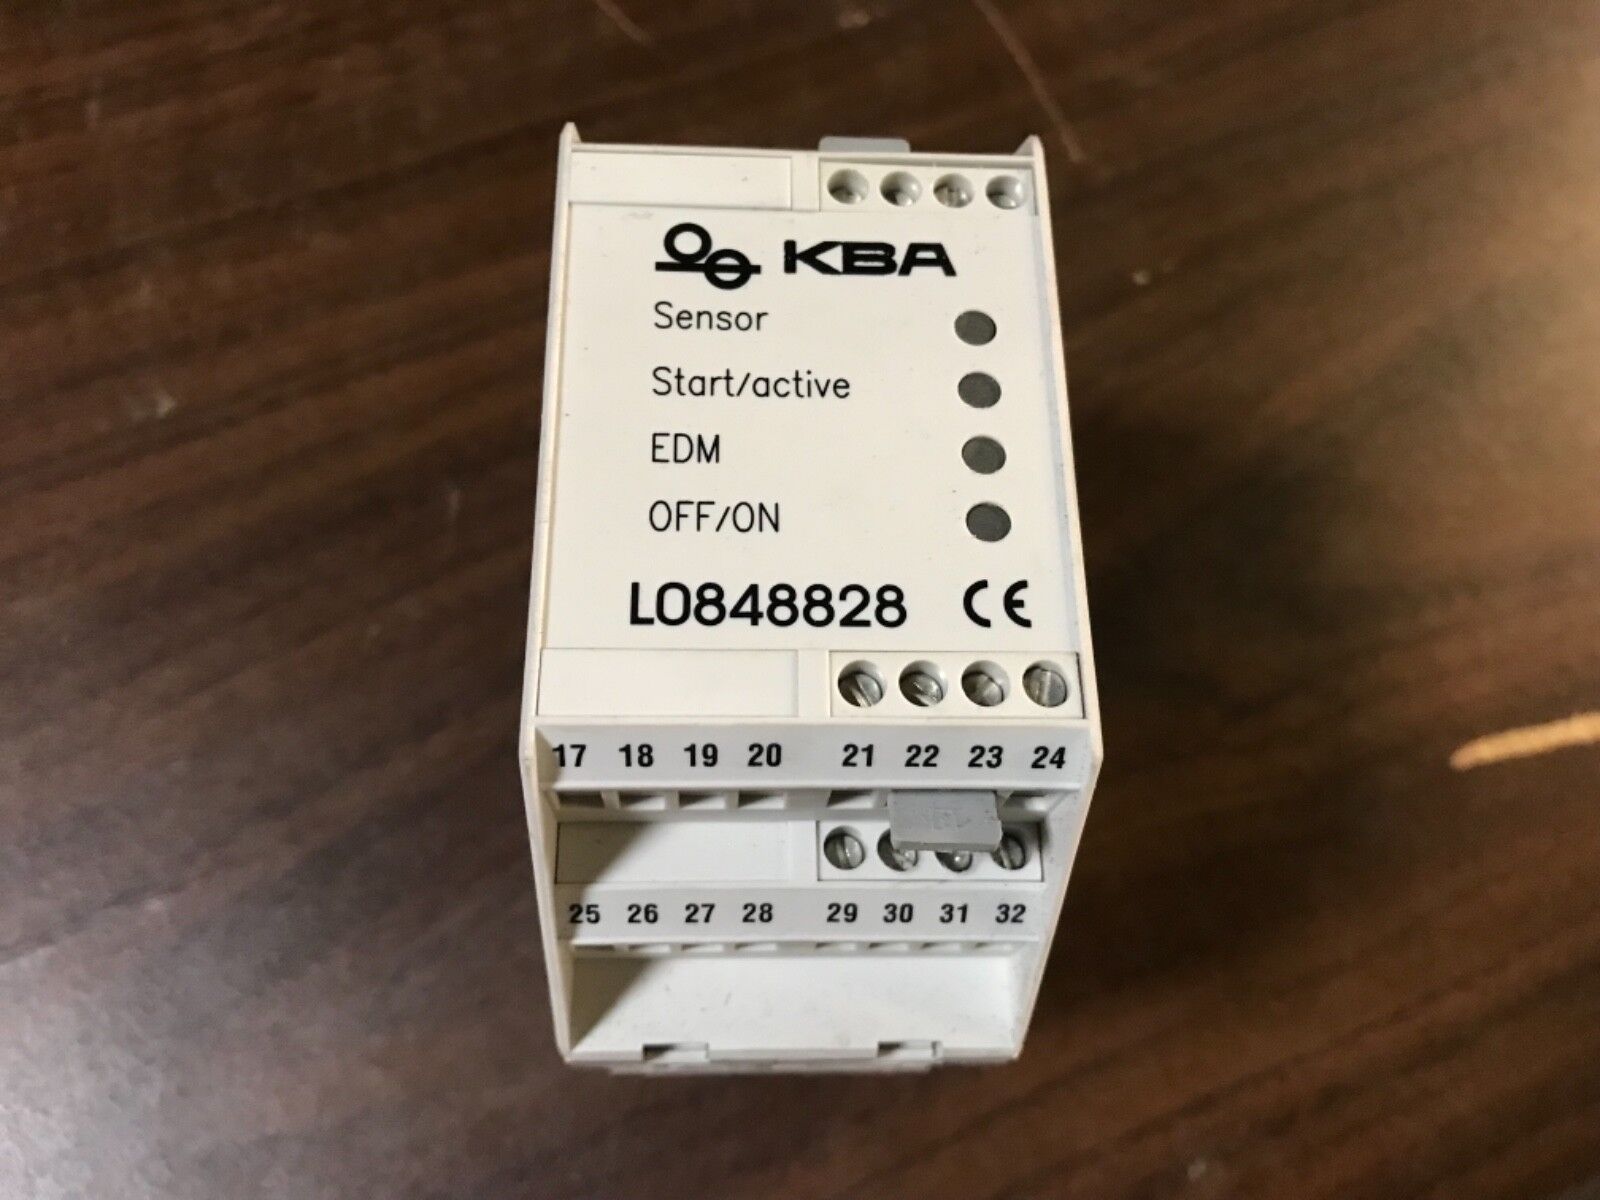 KBA
Sensor
Start/active
EDM
OFF/ON
L0848828 CE
17 18 19 20 21 22 23 24
25 26 27 28 29 30 31 32